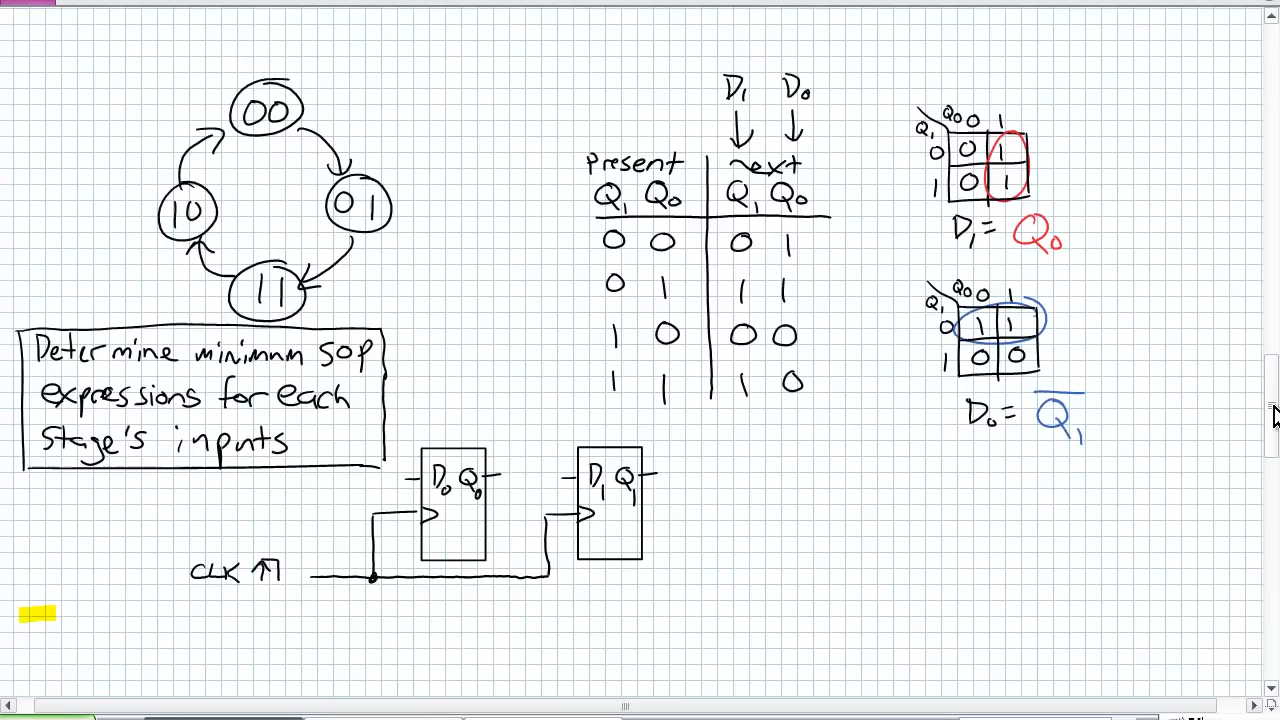 00
10
01
11
Determine minimum SOP
expressions for each
stage's inputs
D1 D0
present next
Q1 Q0 Q1 Q0
0 0 0 1
0 1 1 1
1 0 0 0
1 1 1 0
Q0 0 1
Q1
0 0 1
1 0 1
D1 = Q0
Q0 0 1
Q1
0 1 1
1 0 0
D0 = Q̅1
D0 Q0
D1 Q1
CLK ↑